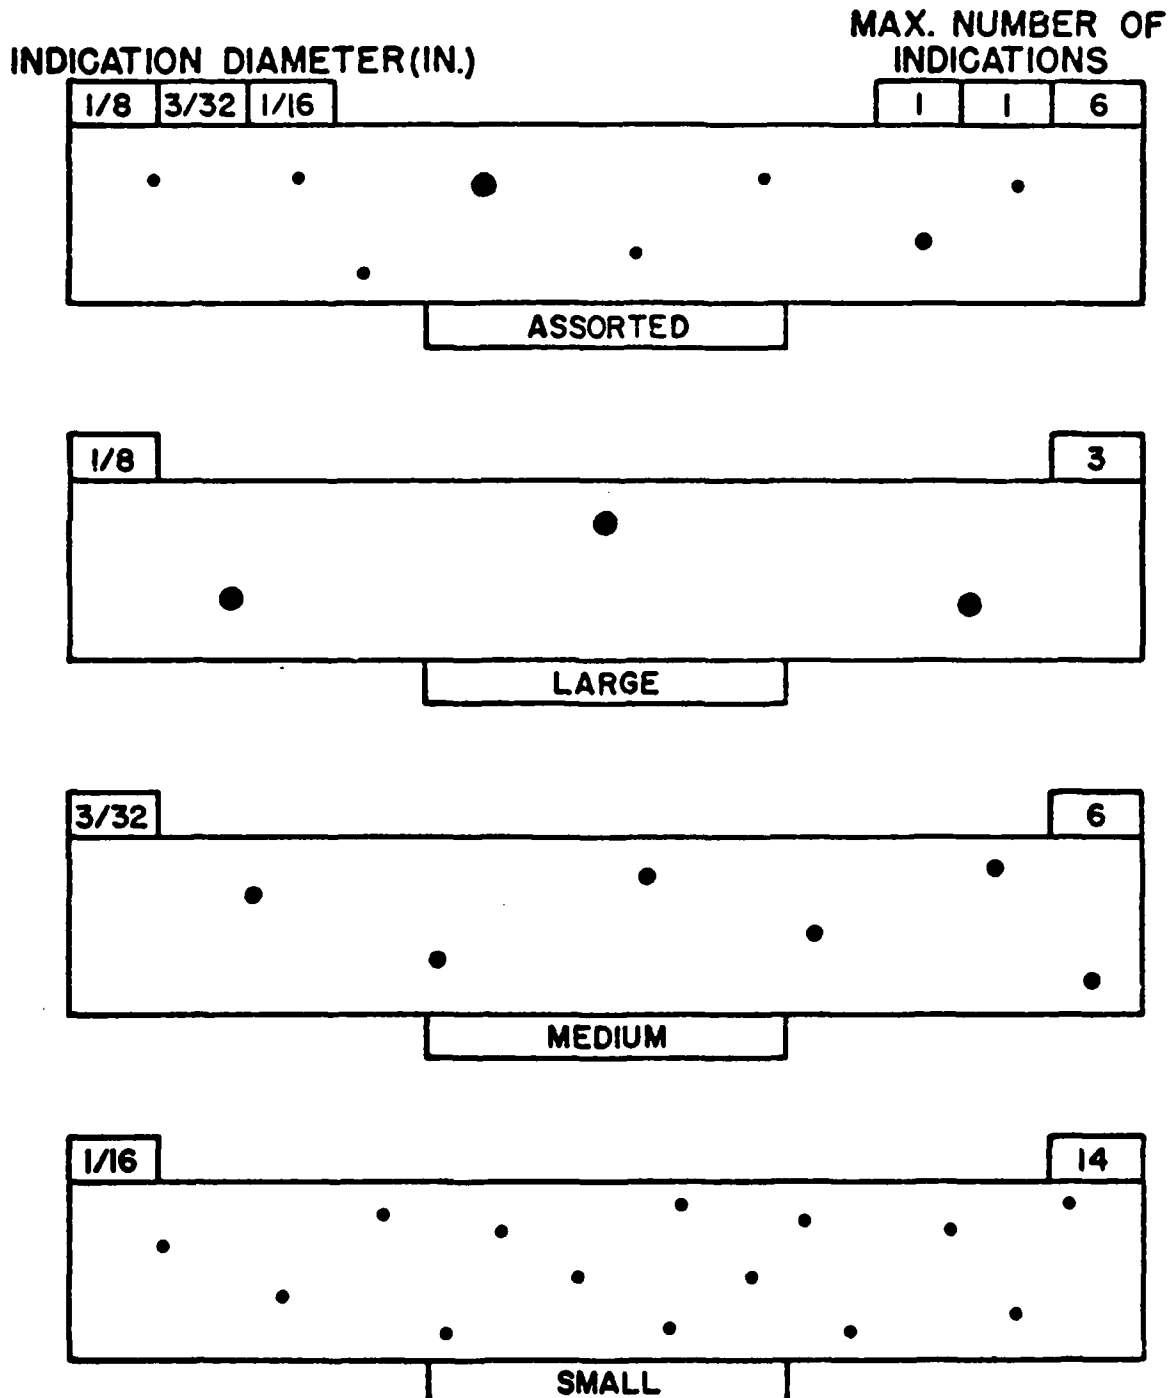 MAX. NUMBER OF
INDICATION DIAMETER(IN.) INDICATIONS
1/8 3/32 1/16 1 1 6
ASSORTED
1/8 3
LARGE
3/32 6
MEDIUM
1/16 14
SMALL